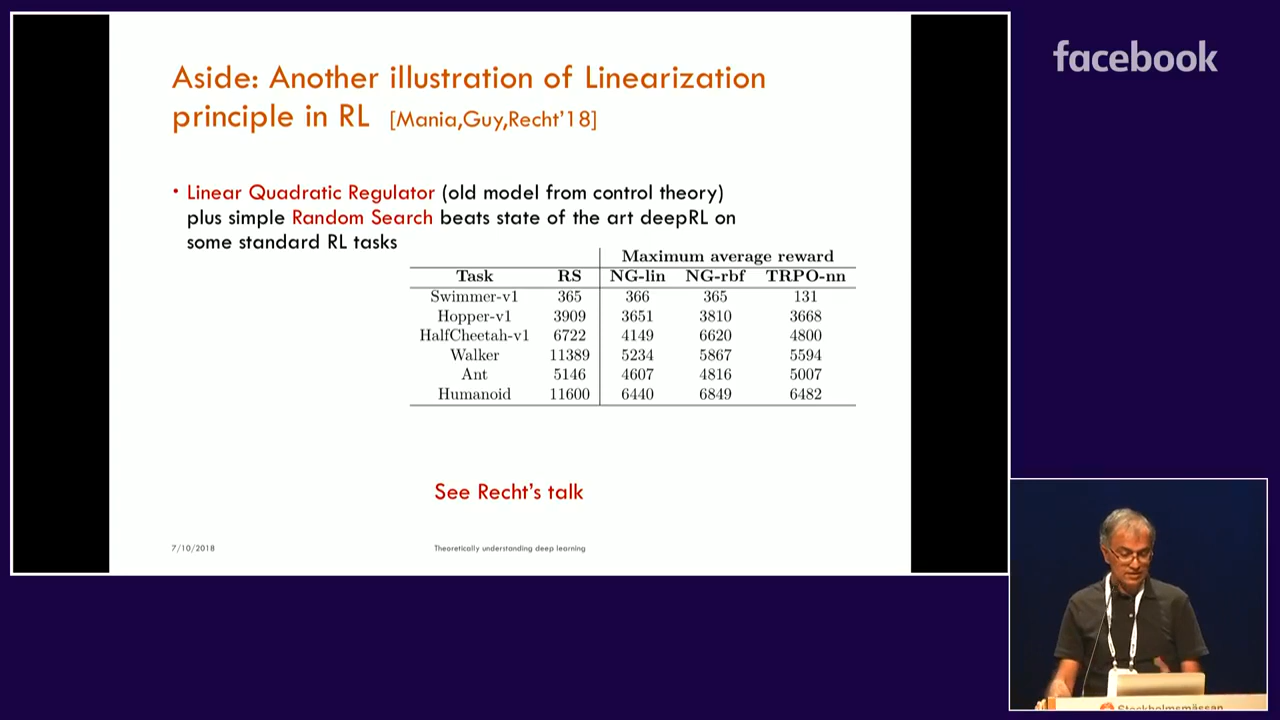 facebook
Aside: Another illustration of Linearization
principle in RL [Mania,Guy,Recht’18]
• Linear Quadratic Regulator (old model from control theory)
plus simple Random Search beats state of the art deepRL on
some standard RL tasks
Maximum average reward
Task RS NG-lin NG-rbf TRPO-nn
Swimmer-v1 365 366 365 131
Hopper-v1 3909 3651 3810 3668
HalfCheetah-v1 6722 4149 6620 4800
Walker 11389 5234 5867 5594
Ant 5146 4607 4816 5007
Humanoid 11600 6440 6849 6482
See Recht’s talk
7/10/2018 Theoretically understanding deep learning
Stockholmsmässan